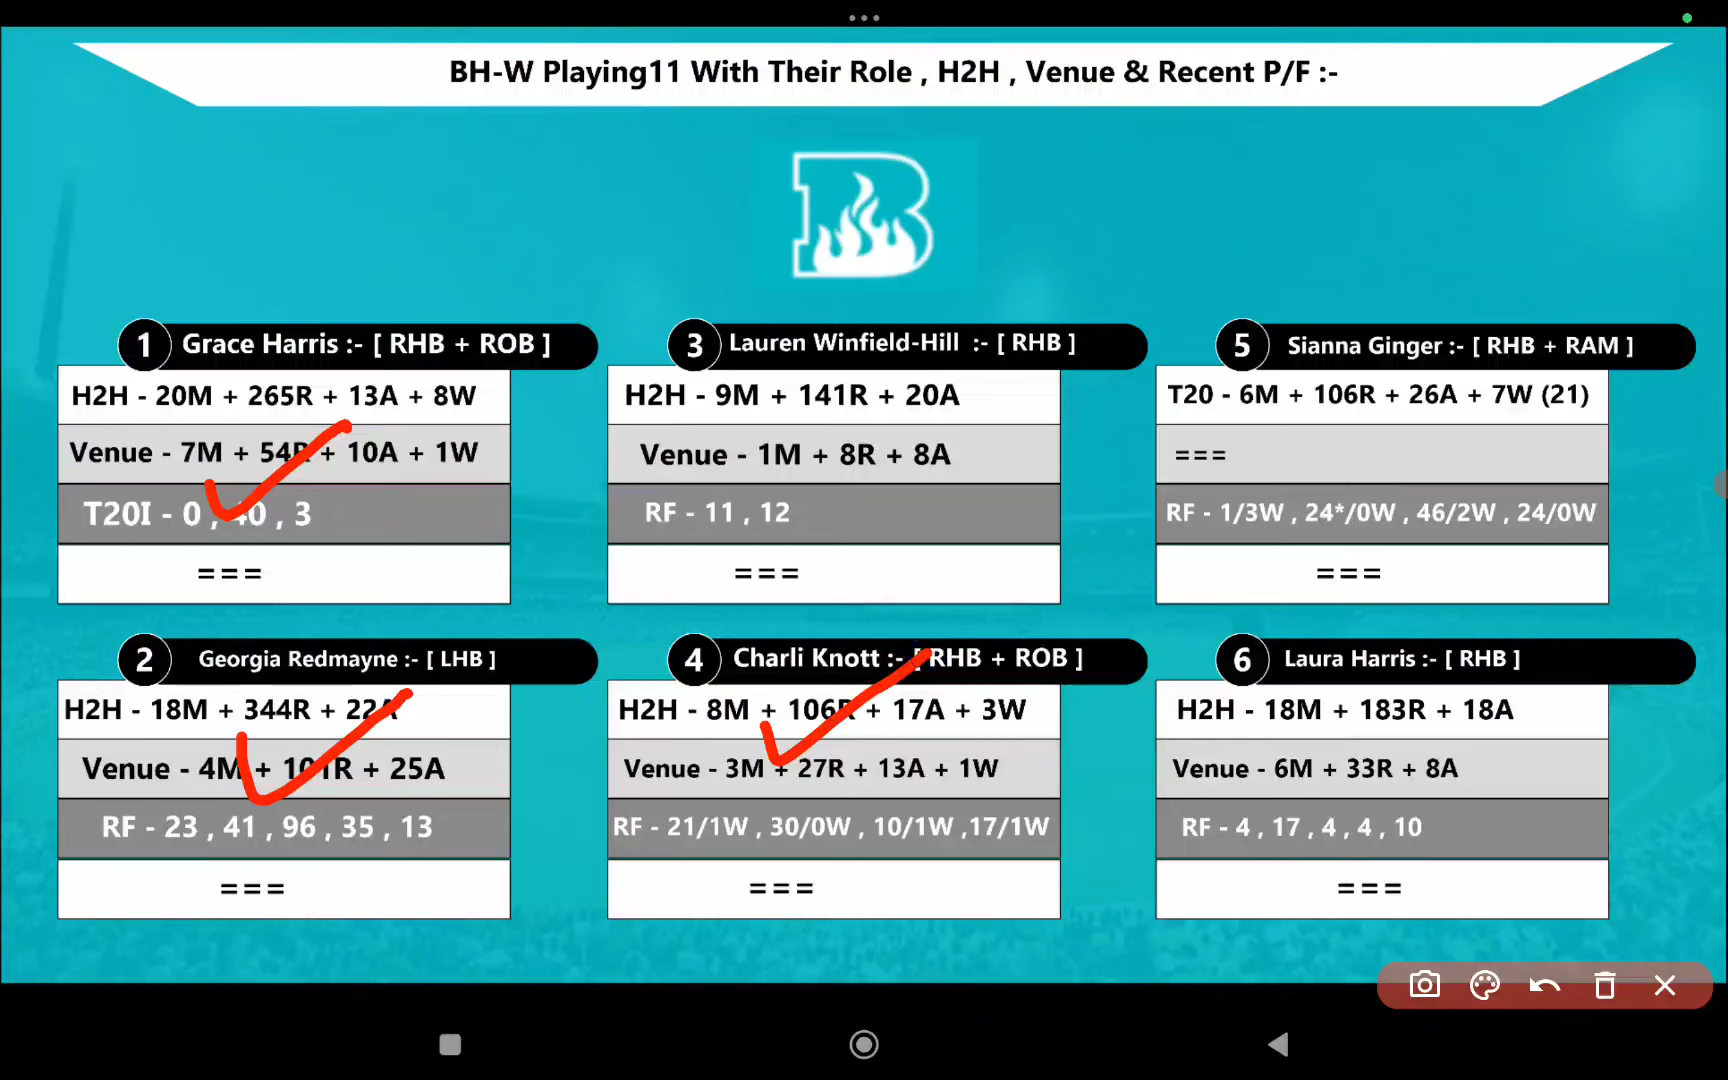 BH-W Playing11 With Their Role , H2H , Venue & Recent P/F :-
B
1 Grace Harris :- [ RHB + ROB ]
H2H - 20M + 265R + 13A + 8W
Venue - 7M + 54R + 10A + 1W
T20I - 0 , 40 , 3
===
2 Georgia Redmayne :- [ LHB ]
H2H - 18M + 344R + 22A
Venue - 4M + 101R + 25A
RF - 23 , 41 , 96 , 35 , 13
===
3 Lauren Winfield-Hill :- [ RHB ]
H2H - 9M + 141R + 20A
Venue - 1M + 8R + 8A
RF - 11 , 12
===
4 Charli Knott :- [ RHB + ROB ]
H2H - 8M + 106R + 17A + 3W
Venue - 3M + 27R + 13A + 1W
RF - 21/1W , 30/0W , 10/1W ,17/1W
===
5 Sianna Ginger :- [ RHB + RAM ]
T20 - 6M + 106R + 26A + 7W (21)
===
RF - 1/3W , 24*/0W , 46/2W , 24/0W
===
6 Laura Harris :- [ RHB ]
H2H - 18M + 183R + 18A
Venue - 6M + 33R + 8A
RF - 4 , 17 , 4 , 4 , 10
===